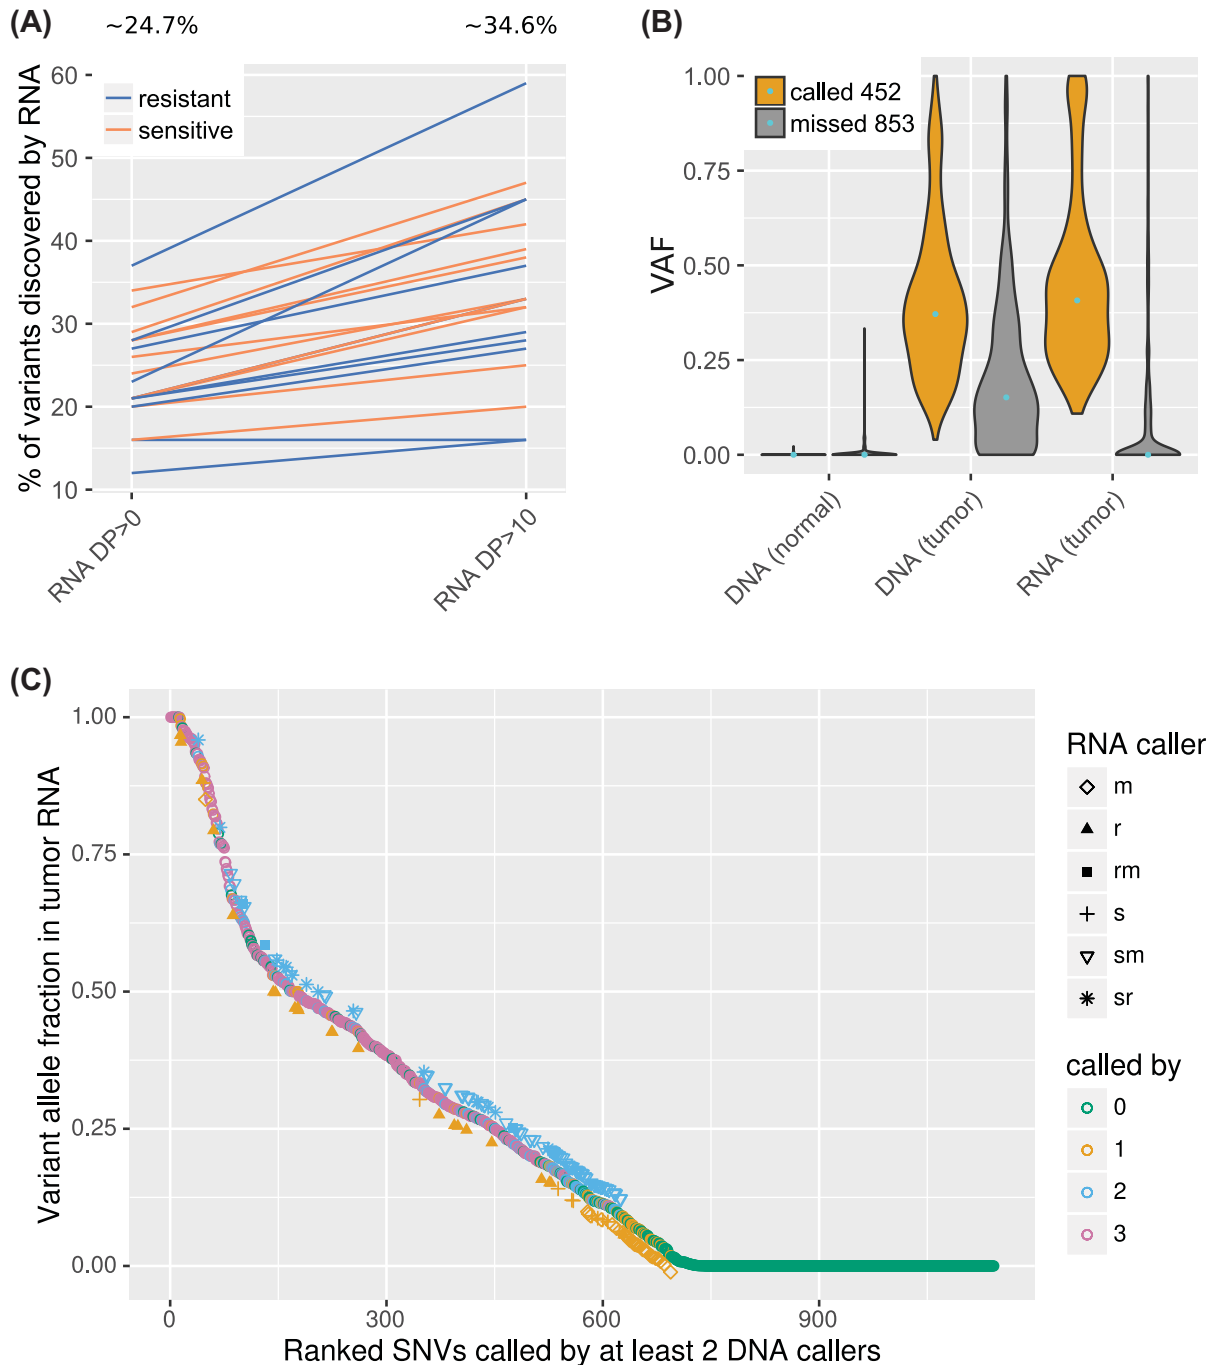 (A)
~24.7%
~34.6%
% of variants discovered by RNA
60
50
40
30
20
10
resistant
sensitive
RNA DP>0
RNA DP>10
(B)
VAF
1.00
0.75
0.50
0.25
0.00
called 452
missed 853
DNA (normal)
DNA (tumor)
RNA (tumor)
(C)
Variant allele fraction in tumor RNA
1.00
0.75
0.50
0.25
0.00
0
300
600
900
Ranked SNVs called by at least 2 DNA callers
RNA caller
m
r
rm
s
sm
sr
called by
0
1
2
3